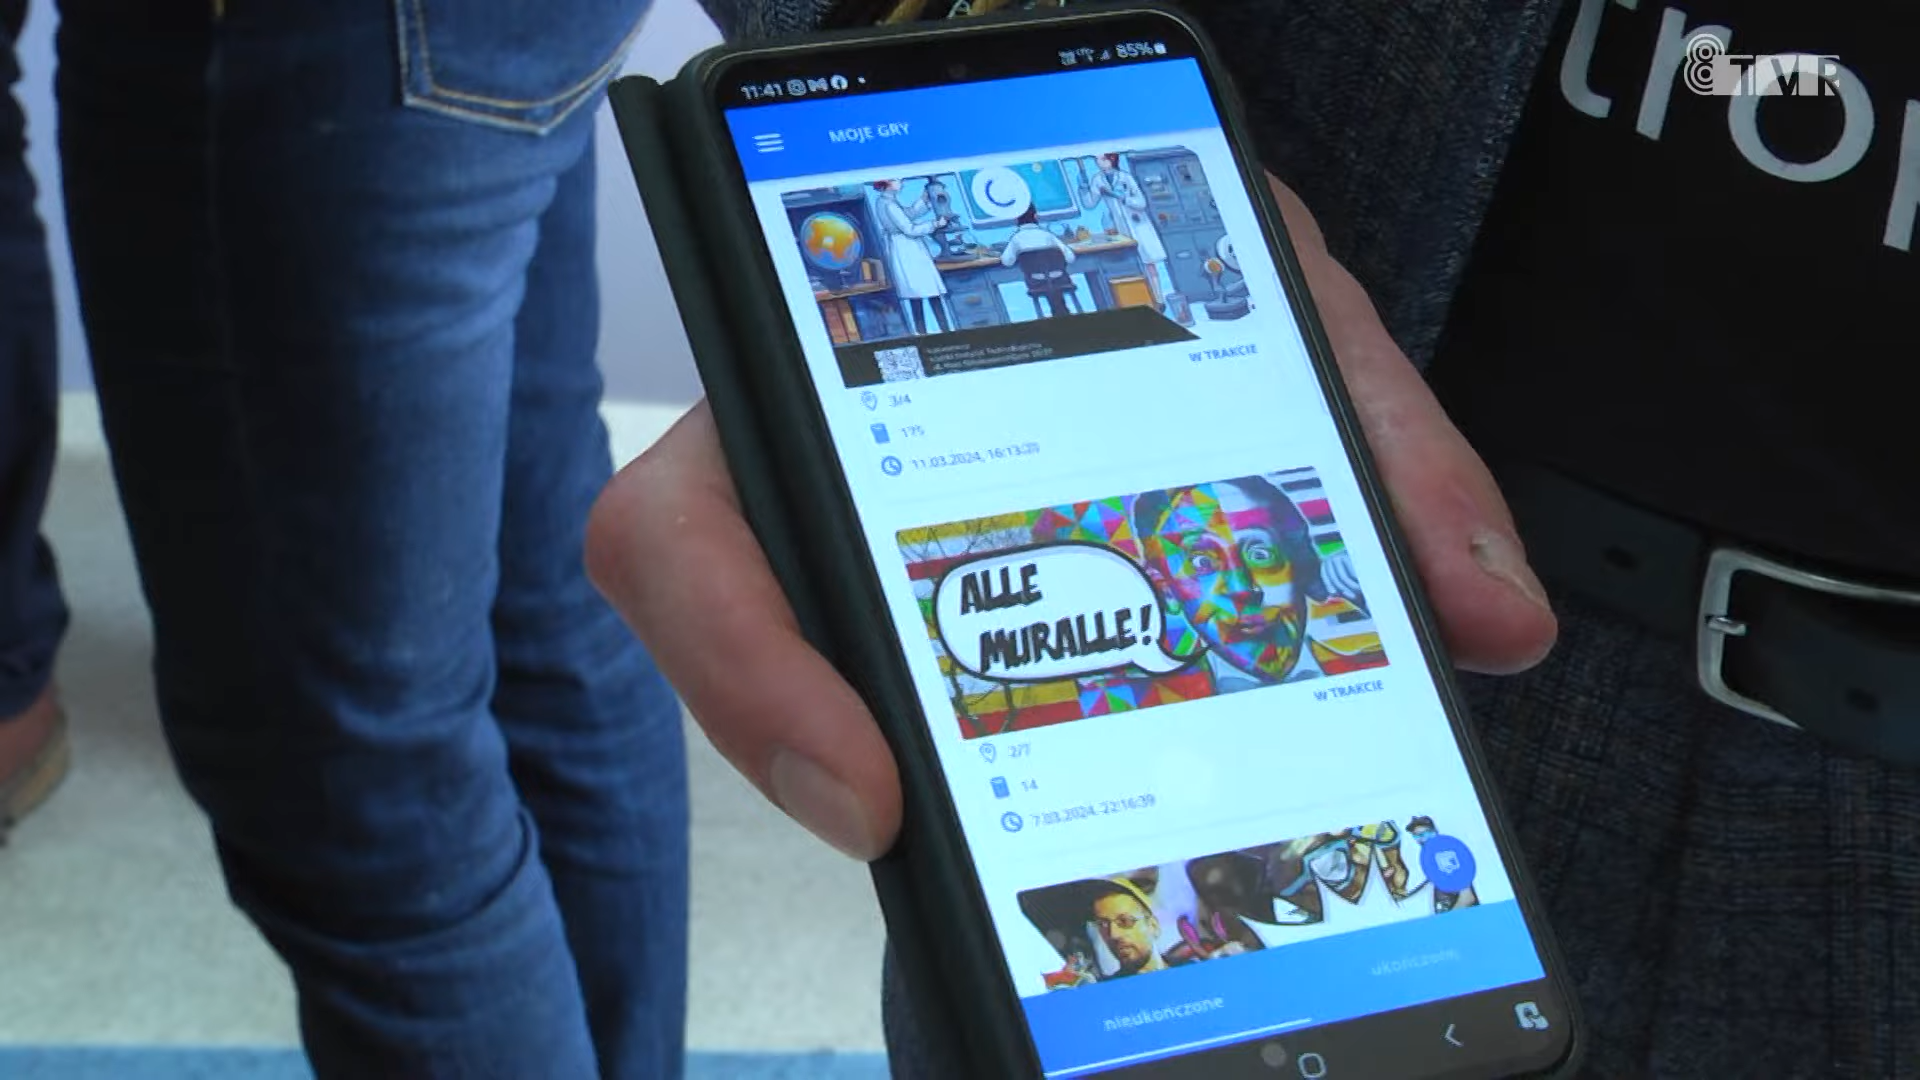 TVR
tro
11:41
85%
MOJE GRY
W TRAKCIE
3/4
175
11.03.2024, 16:13:20
ALLE
MURALLE!
W TRAKCIE
2/7
14
7.03.2024, 22:16:39
nieukończone
ukończone